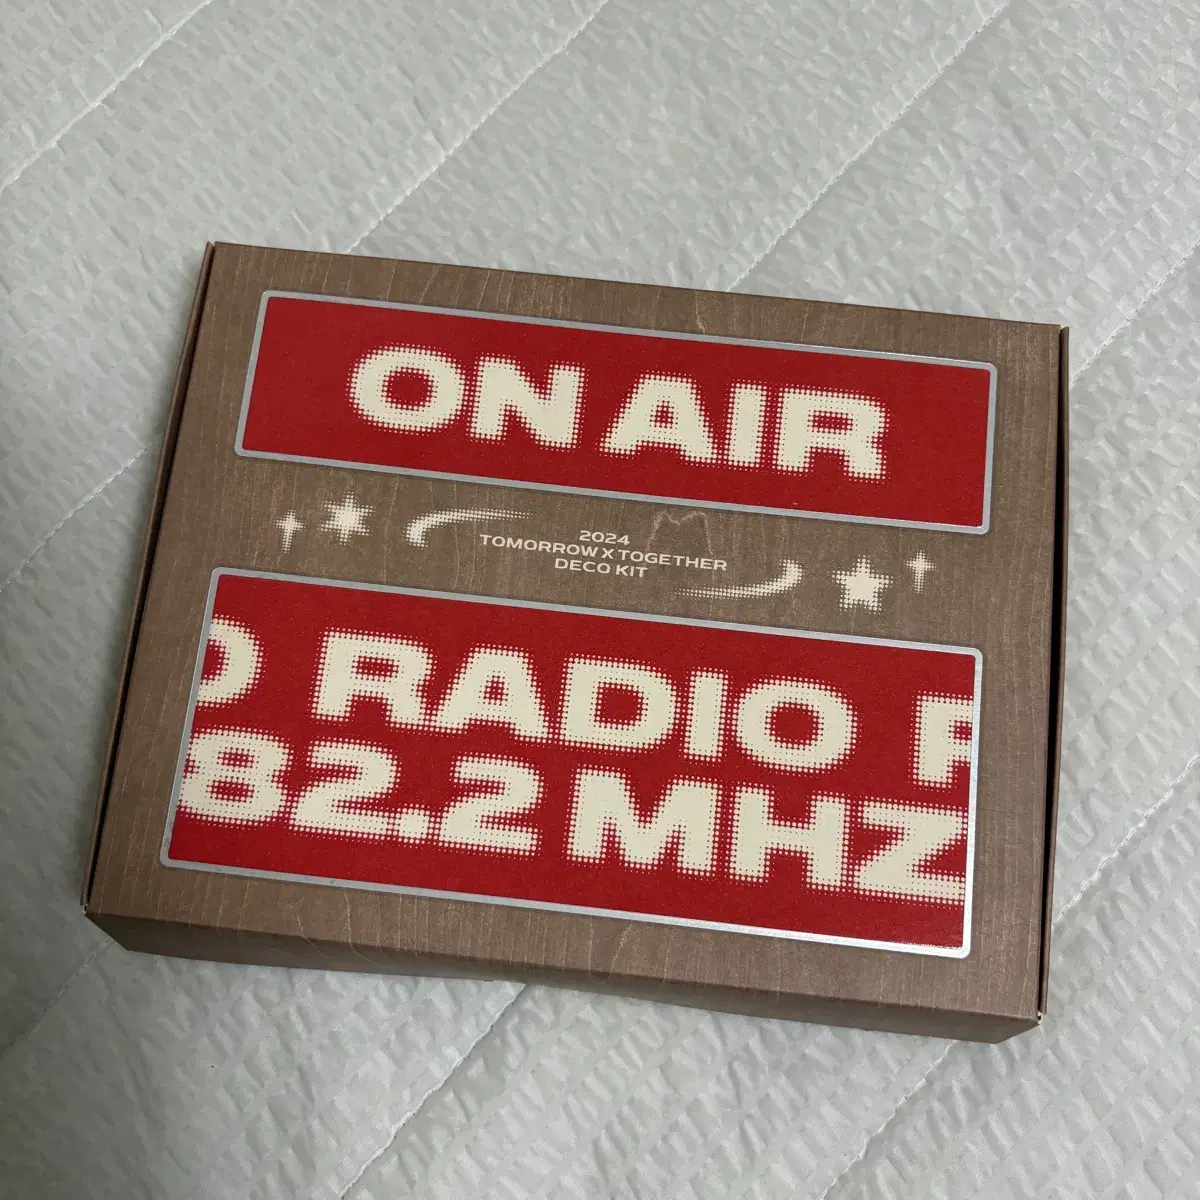 ON AIR
2024
TOMORROW X TOGETHER
DECO KIT
RADIO
82.2 MHZ